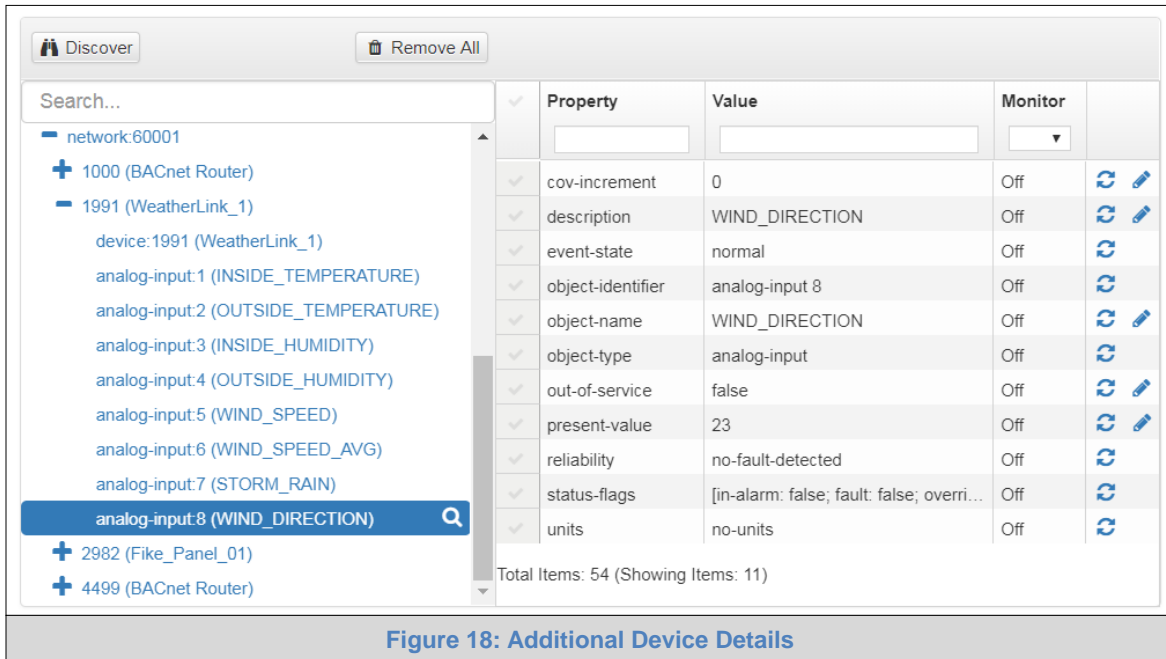 Discover
Remove All
Search...
network:60001
1000 (BACnet Router)
1991 (WeatherLink_1)
device:1991 (WeatherLink_1)
analog-input:1 (INSIDE_TEMPERATURE)
analog-input:2 (OUTSIDE_TEMPERATURE)
analog-input:3 (INSIDE_HUMIDITY)
analog-input:4 (OUTSIDE_HUMIDITY)
analog-input:5 (WIND_SPEED)
analog-input:6 (WIND_SPEED_AVG)
analog-input:7 (STORM_RAIN)
analog-input:8 (WIND_DIRECTION)
2982 (Fike_Panel_01)
4499 (BACnet Router)
Property Value Monitor
cov-increment 0 Off
description WIND_DIRECTION Off
event-state normal Off
object-identifier analog-input 8 Off
object-name WIND_DIRECTION Off
object-type analog-input Off
out-of-service false Off
present-value 23 Off
reliability no-fault-detected Off
status-flags [in-alarm: false; fault: false; overri... Off
units no-units Off
Total Items: 54 (Showing Items: 11)
Figure 18: Additional Device Details